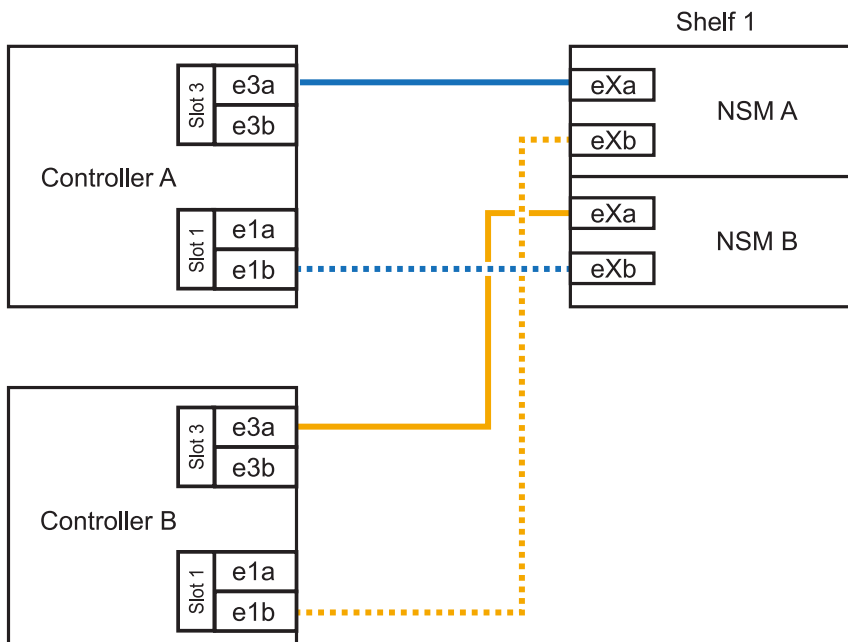 Shelf 1
Controller A
Slot 3
e3a
e3b
Slot 1
e1a
e1b
eXa
eXb
NSM A
eXa
eXb
NSM B
Controller B
Slot 3
e3a
e3b
Slot 1
e1a
e1b